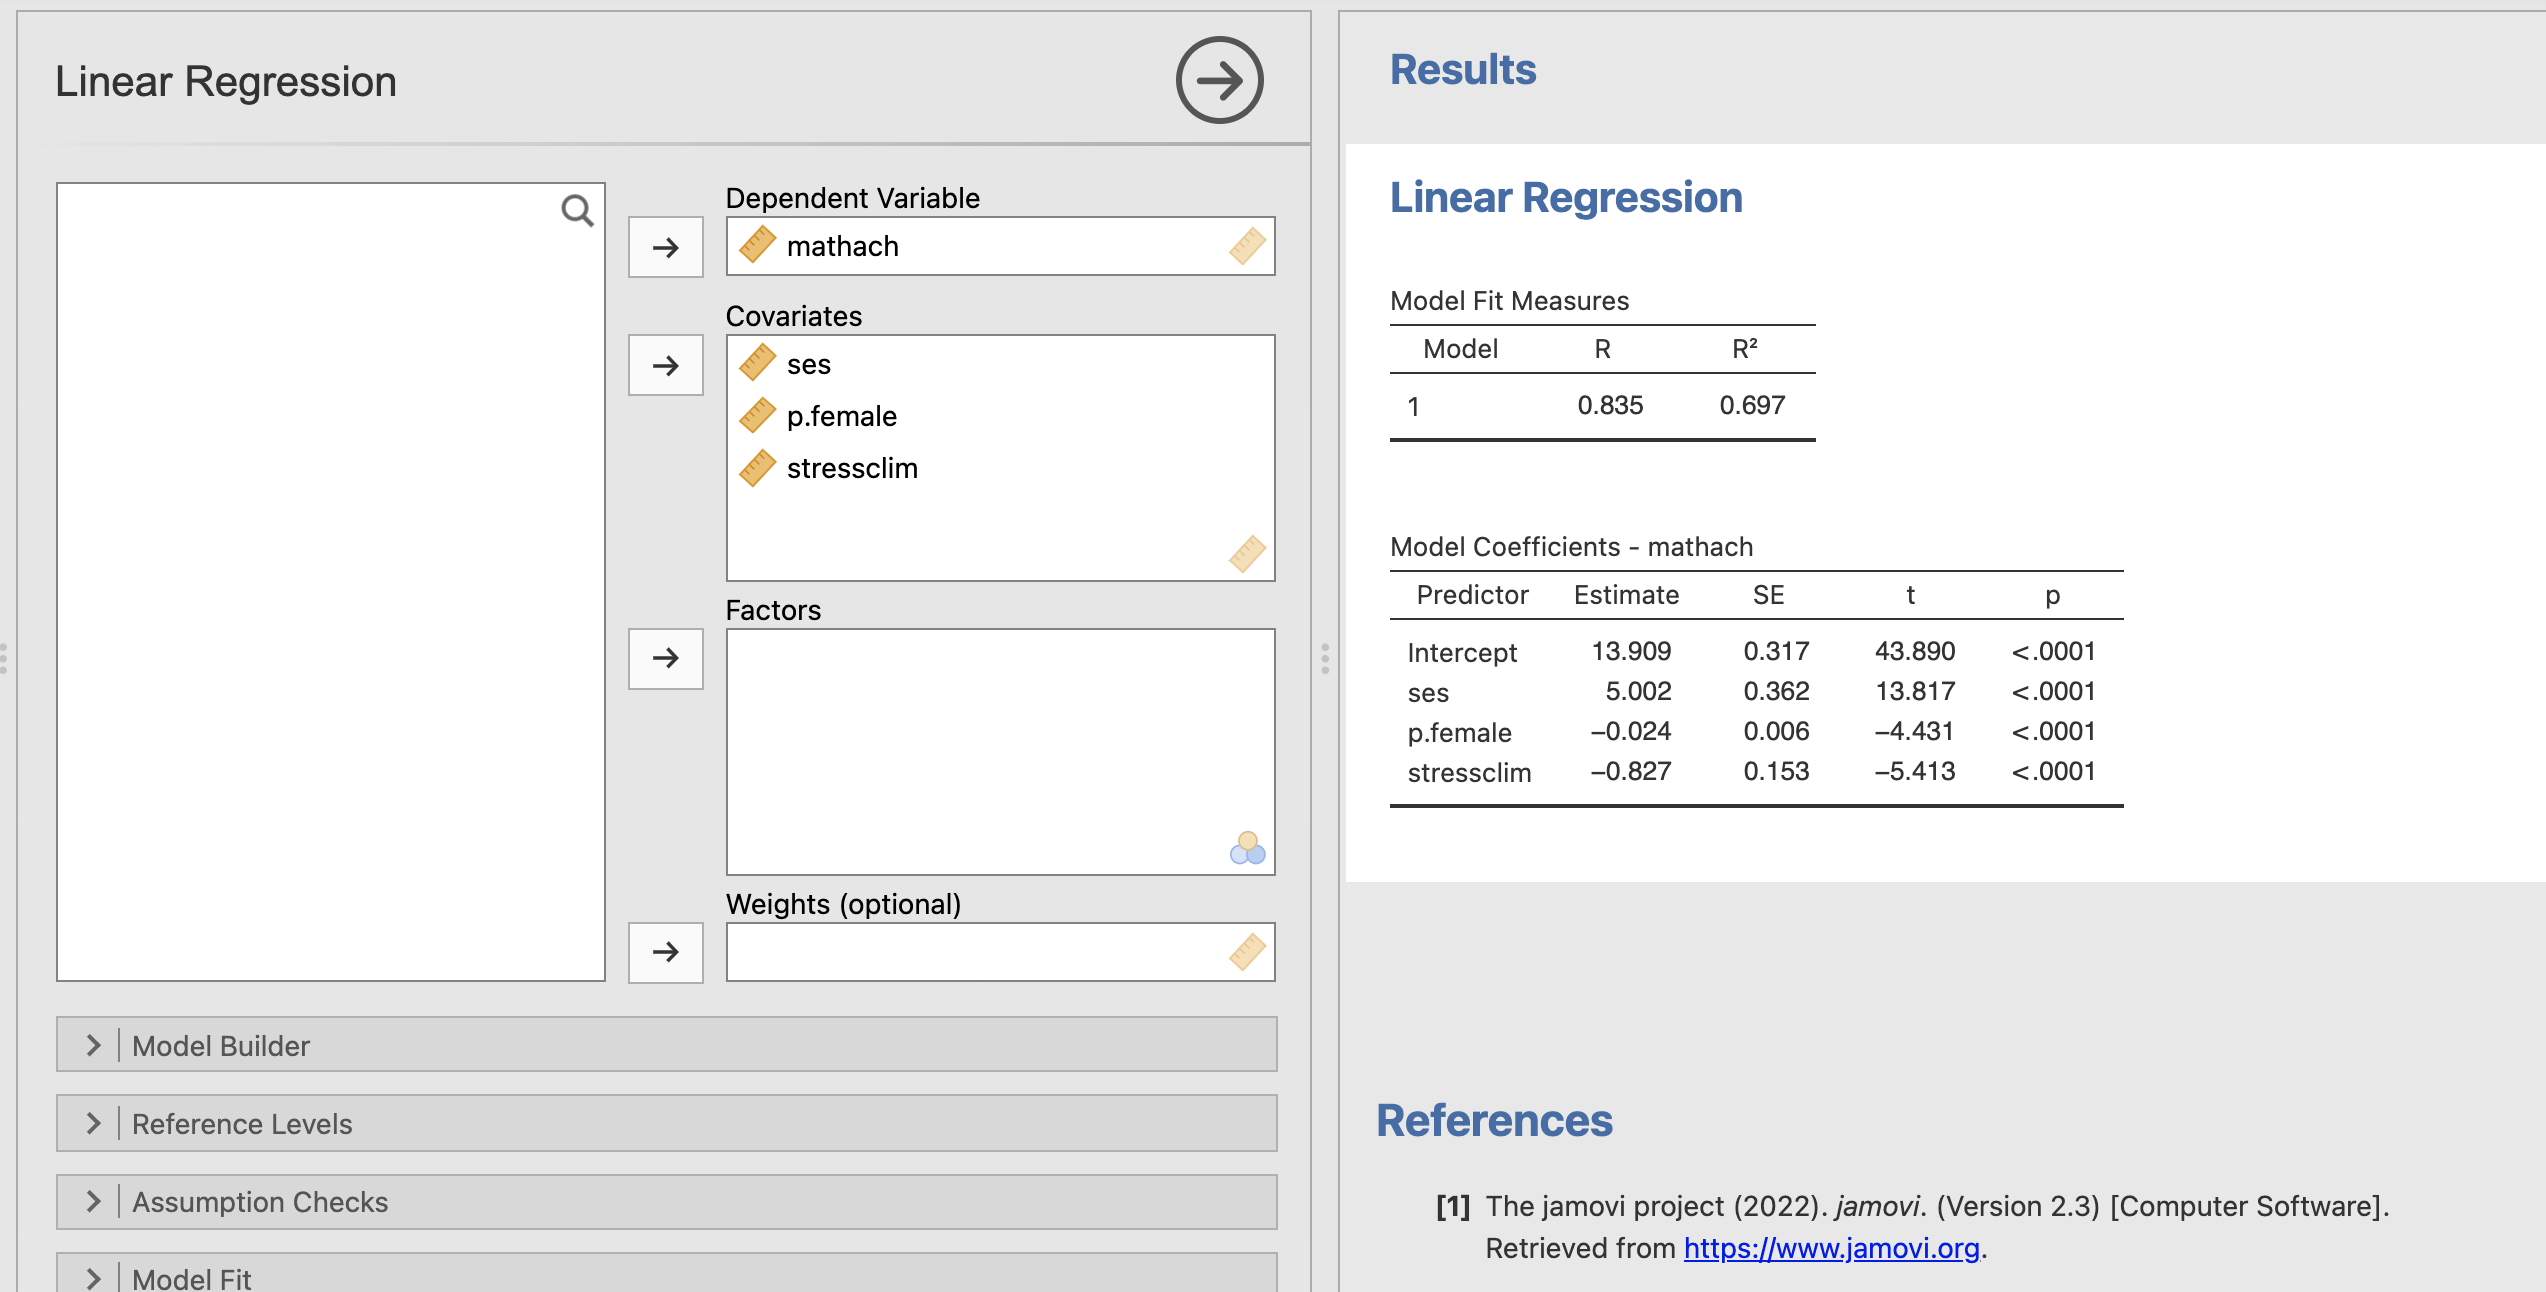 Linear Regression
Dependent Variable
mathach
Covariates
ses
p.female
stressclim
Factors
Weights (optional)
Model Builder
Reference Levels
Assumption Checks
Model Fit
Results
Linear Regression
Model Fit Measures
Model R R²
1 0.835 0.697
Model Coefficients - mathach
Predictor Estimate SE t p
Intercept 13.909 0.317 43.890 <.0001
ses 5.002 0.362 13.817 <.0001
p.female −0.024 0.006 −4.431 <.0001
stressclim −0.827 0.153 −5.413 <.0001
References
[1] The jamovi project (2022). jamovi. (Version 2.3) [Computer Software].
Retrieved from https://www.jamovi.org.